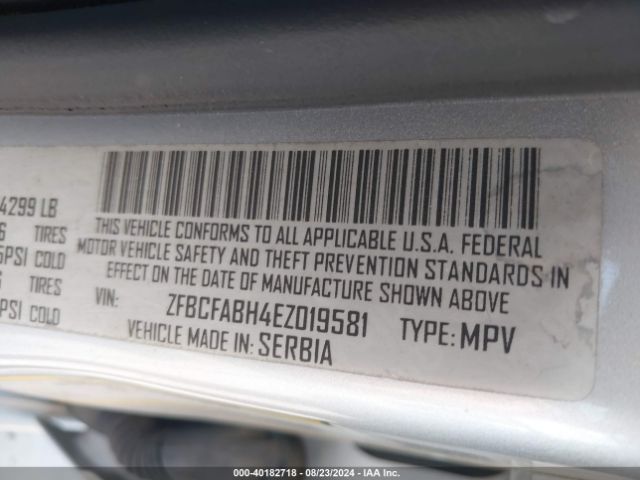 4299 LB
TIRES
PSI COLD
TIRES
PSI COLD
THIS VEHICLE CONFORMS TO ALL APPLICABLE U.S.A. FEDERAL
MOTOR VEHICLE SAFETY AND THEFT PREVENTION STANDARDS IN
EFFECT ON THE DATE OF MANUFACTURE SHOWN ABOVE
VIN: ZFBCFABH4EZ019581 TYPE: MPV
VEHICLE MADE IN: SERBIA
000-40182718 - 08/23/2024 - IAA Inc.